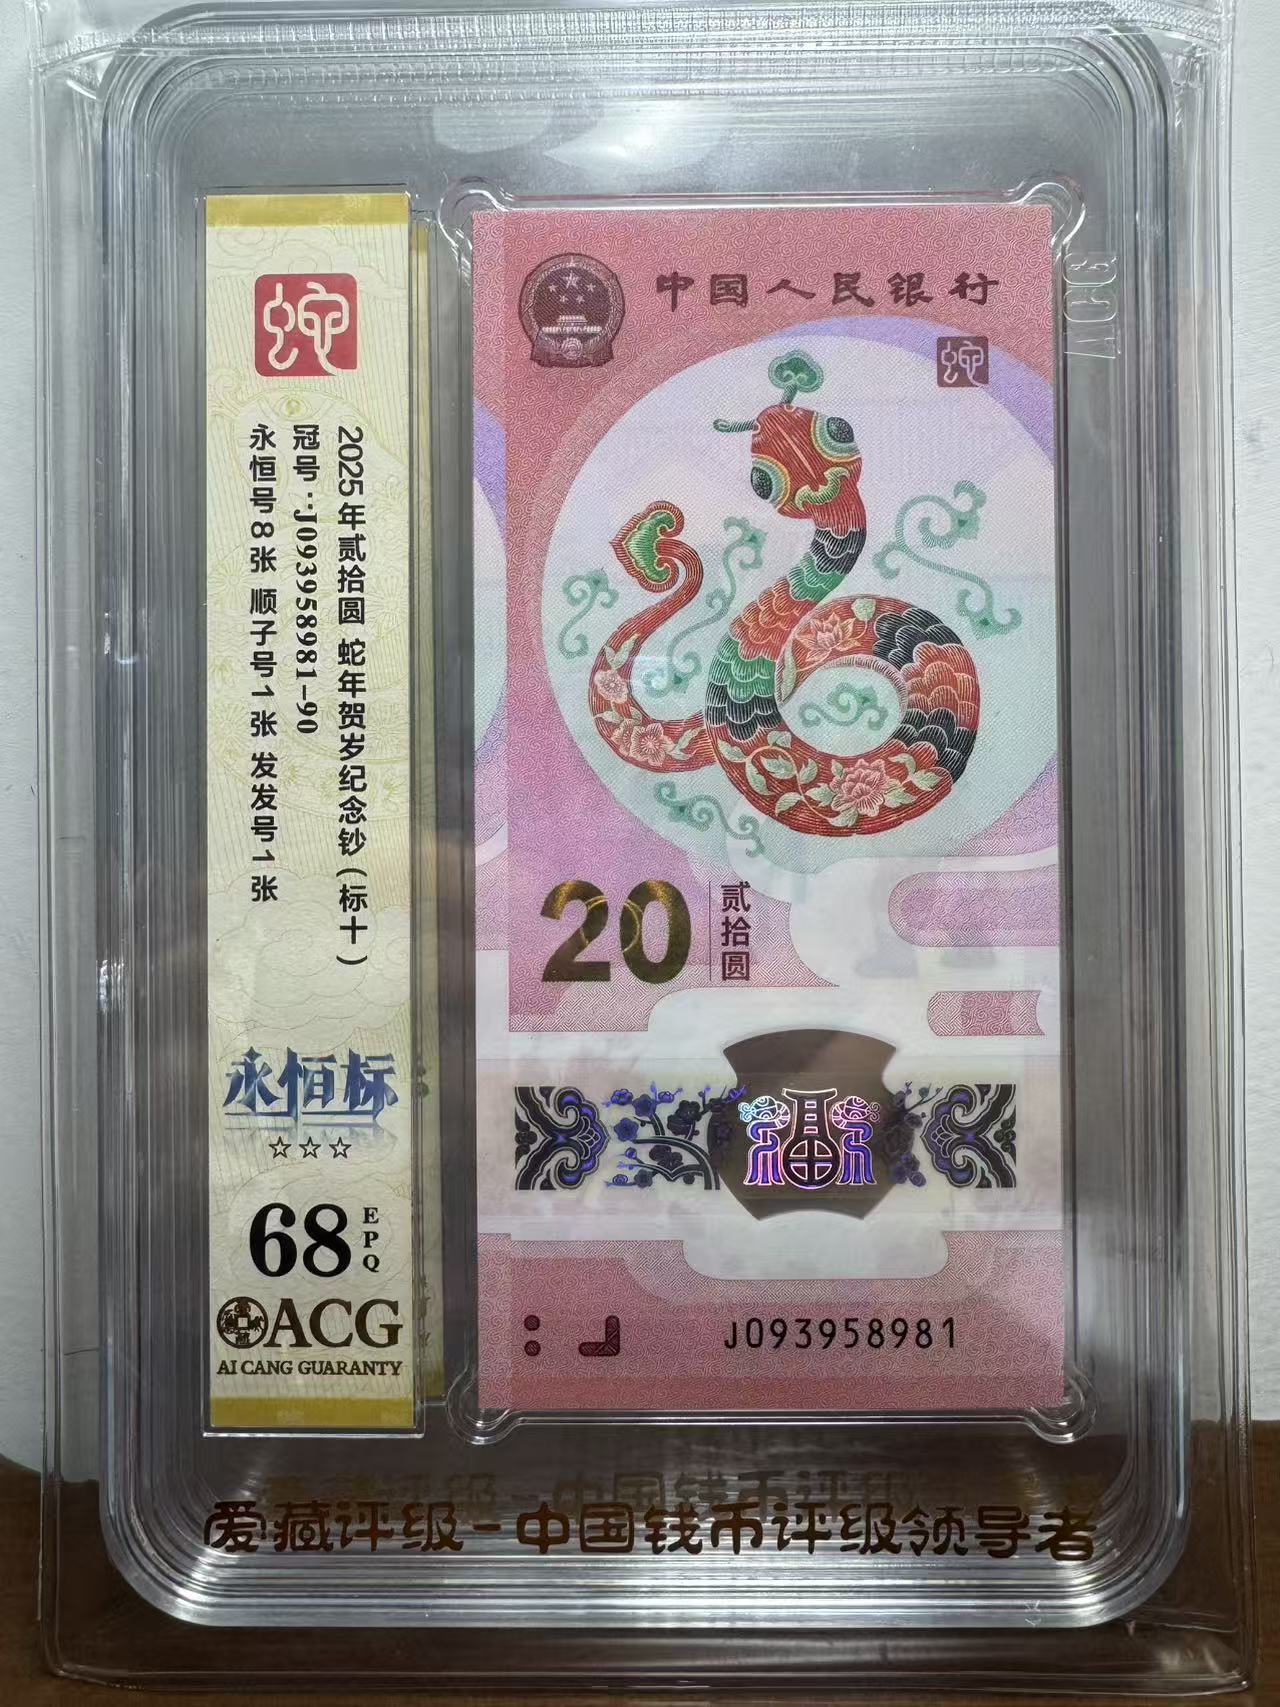 蛇
2025年贰拾圆 蛇年贺岁纪念钞(标十)
冠号:J093958981-90
永恒号8张 顺子号1张 发发号1张
永恒标
☆☆☆
68 EPQ
ACG
AI CANG GUARANTY
中国人民银行
蛇
20 贰拾圆
J093958981
ACG
爱藏评级-中国钱币评级领导者